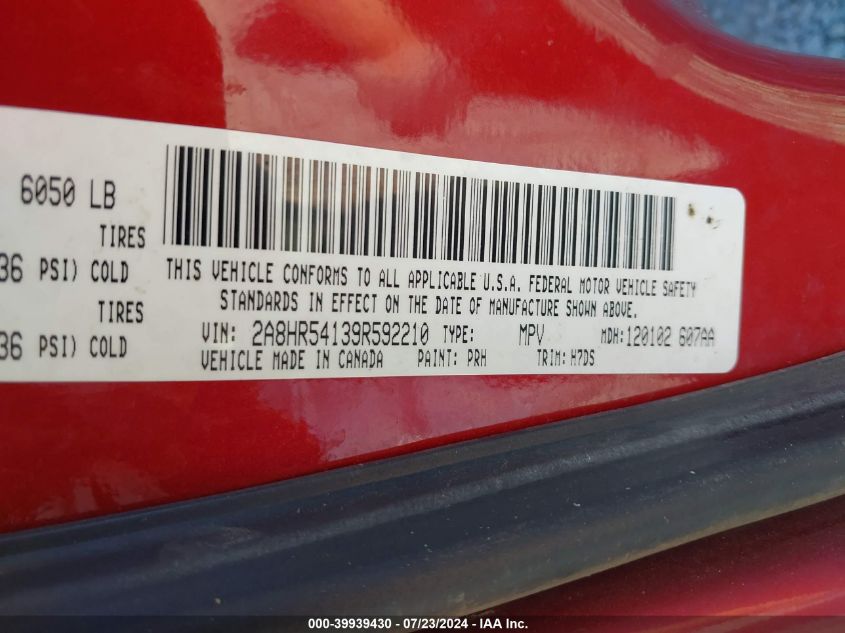 6050 LB
TIRES
36 PSI) COLD
TIRES
36 PSI) COLD
THIS VEHICLE CONFORMS TO ALL APPLICABLE U.S.A. FEDERAL MOTOR VEHICLE SAFETY
STANDARDS IN EFFECT ON THE DATE OF MANUFACTURE SHOWN ABOVE.
VIN: 2A8HR54139R592210 TYPE: MPV MDH: 120102 607AA
VEHICLE MADE IN CANADA PAINT: PRH TRIM: H7DS
000-39939430 - 07/23/2024 - IAA Inc.